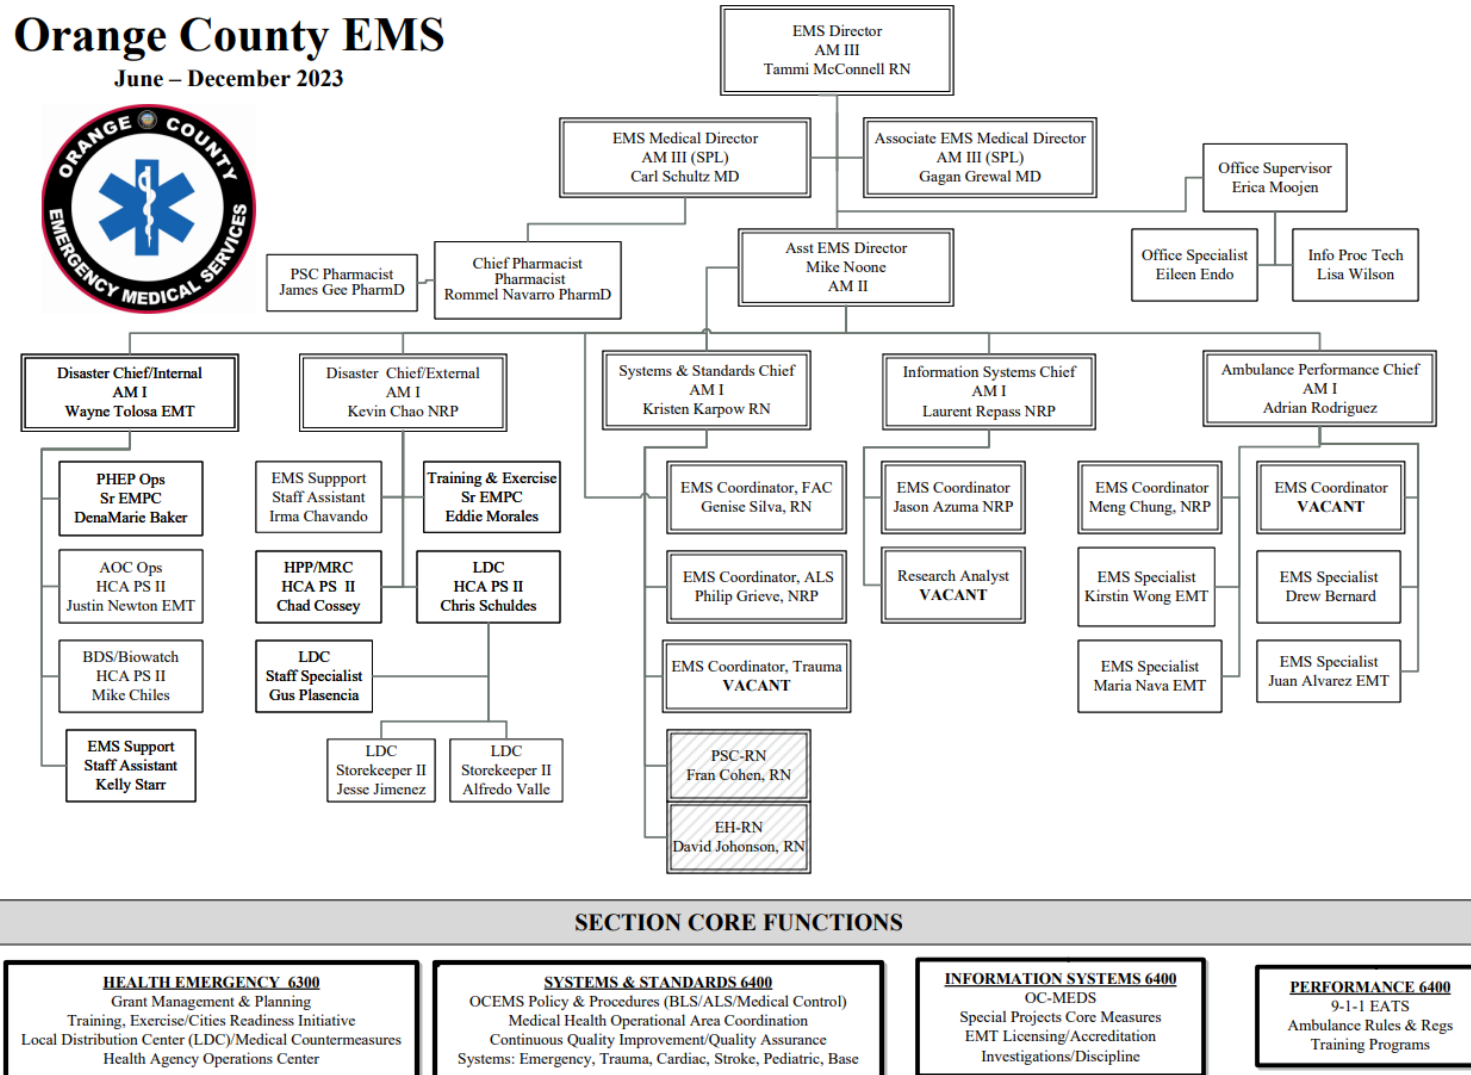 Orange County EMS
June – December 2023
ORANGE COUNTY
EMERGENCY MEDICAL SERVICES
EMS Director
AM III
Tammi McConnell RN
EMS Medical Director
AM III (SPL)
Carl Schultz MD
Associate EMS Medical Director
AM III (SPL)
Gagan Grewal MD
Office Supervisor
Erica Moojen
Office Specialist
Eileen Endo
Info Proc Tech
Lisa Wilson
PSC Pharmacist
James Gee PharmD
Chief Pharmacist
Pharmacist
Rommel Navarro PharmD
Asst EMS Director
Mike Noone
AM II
Disaster Chief/Internal
AM I
Wayne Tolosa EMT
Disaster Chief/External
AM I
Kevin Chao NRP
Systems & Standards Chief
AM I
Kristen Karpow RN
Information Systems Chief
AM I
Laurent Repass NRP
Ambulance Performance Chief
AM I
Adrian Rodriguez
PHEP Ops
Sr EMPC
DenaMarie Baker
AOC Ops
HCA PS II
Justin Newton EMT
BDS/Biowatch
HCA PS II
Mike Chiles
EMS Support
Staff Assistant
Kelly Starr
EMS Suppport
Staff Assistant
Irma Chavando
Training & Exercise
Sr EMPC
Eddie Morales
HPP/MRC
HCA PS II
Chad Cossey
LDC
HCA PS II
Chris Schuldes
LDC
Staff Specialist
Gus Plasencia
LDC
Storekeeper II
Jesse Jimenez
LDC
Storekeeper II
Alfredo Valle
EMS Coordinator, FAC
Genise Silva, RN
EMS Coordinator, ALS
Philip Grieve, NRP
EMS Coordinator, Trauma
VACANT
PSC-RN
Fran Cohen, RN
EH-RN
David Johonson, RN
EMS Coordinator
Jason Azuma NRP
Research Analyst
VACANT
EMS Coordinator
Meng Chung, NRP
EMS Specialist
Kirstin Wong EMT
EMS Specialist
Maria Nava EMT
EMS Coordinator
VACANT
EMS Specialist
Drew Bernard
EMS Specialist
Juan Alvarez EMT
SECTION CORE FUNCTIONS
HEALTH EMERGENCY 6300
Grant Management & Planning
Training, Exercise/Cities Readiness Initiative
Local Distribution Center (LDC)/Medical Countermeasures
Health Agency Operations Center
SYSTEMS & STANDARDS 6400
OCEMS Policy & Procedures (BLS/ALS/Medical Control)
Medical Health Operational Area Coordination
Continuous Quality Improvement/Quality Assurance
Systems: Emergency, Trauma, Cardiac, Stroke, Pediatric, Base
INFORMATION SYSTEMS 6400
OC-MEDS
Special Projects Core Measures
EMT Licensing/Accreditation
Investigations/Discipline
PERFORMANCE 6400
9-1-1 EATS
Ambulance Rules & Regs
Training Programs